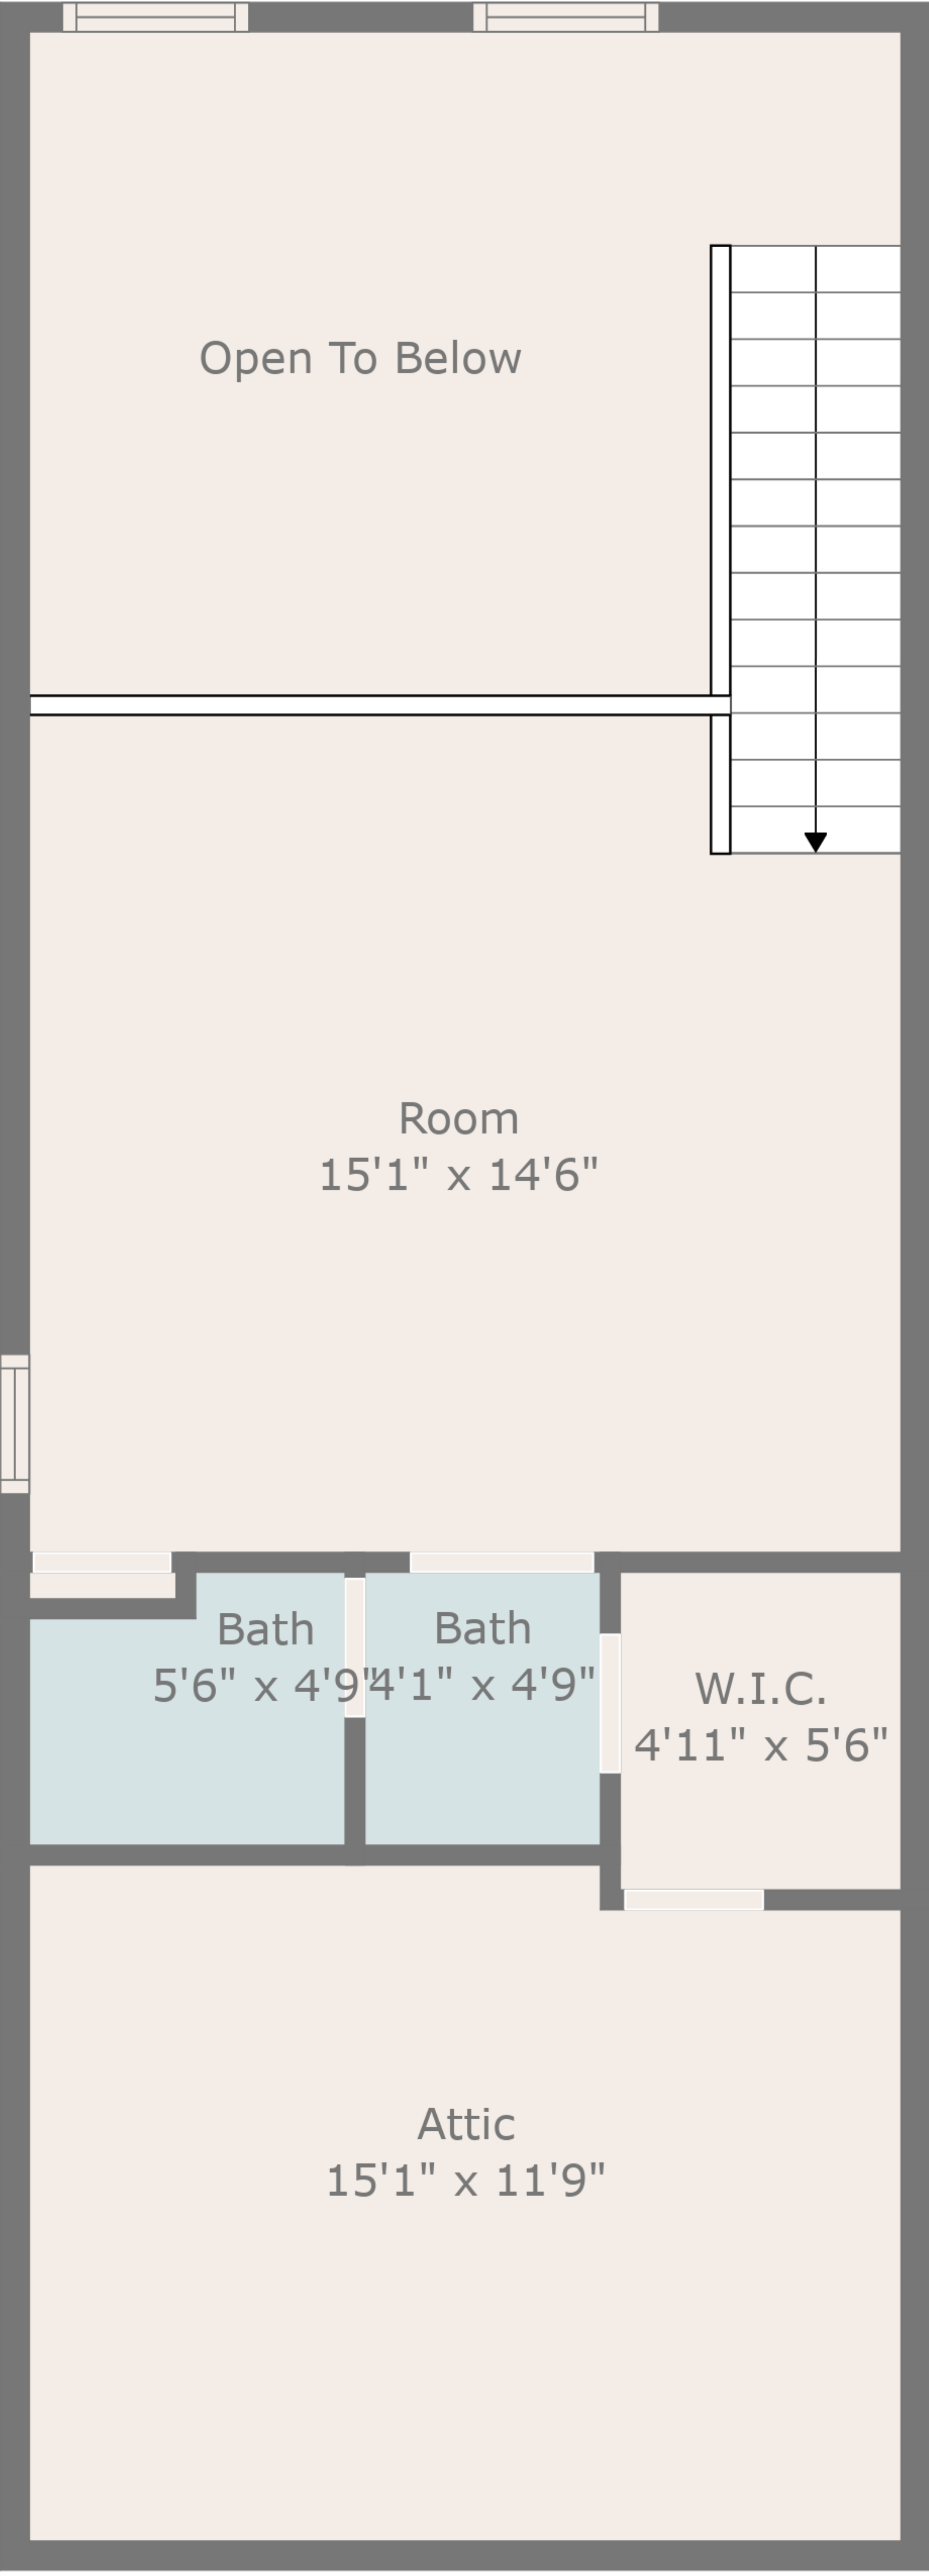 Open To Below
Room
15'1" x 14'6"
Bath
5'6" x 4'9"
Bath
4'1" x 4'9"
W.I.C.
4'11" x 5'6"
Attic
15'1" x 11'9"